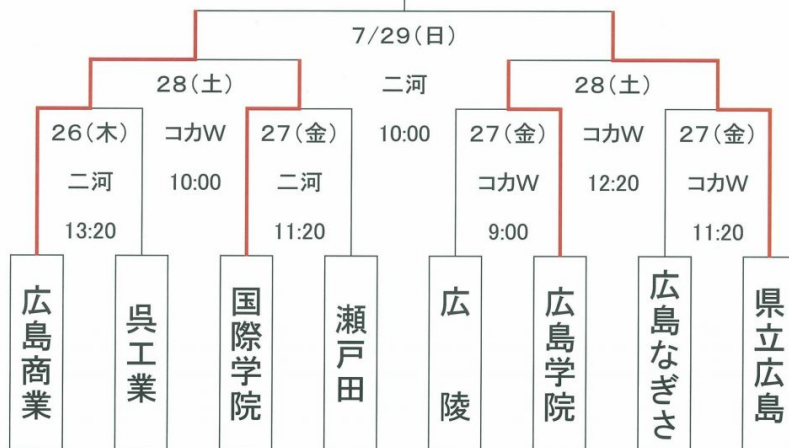 7/29(日)
28(土)
二河
28(土)
26(木)
コカW
27(金)
10:00
27(金)
コカW
27(金)
二河
10:00
二河
コカW
12:20
コカW
13:20
11:20
9:00
11:20
広島商業
呉工業
国際学院
瀬戸田
広陵
広島学院
広島なぎさ
県立広島